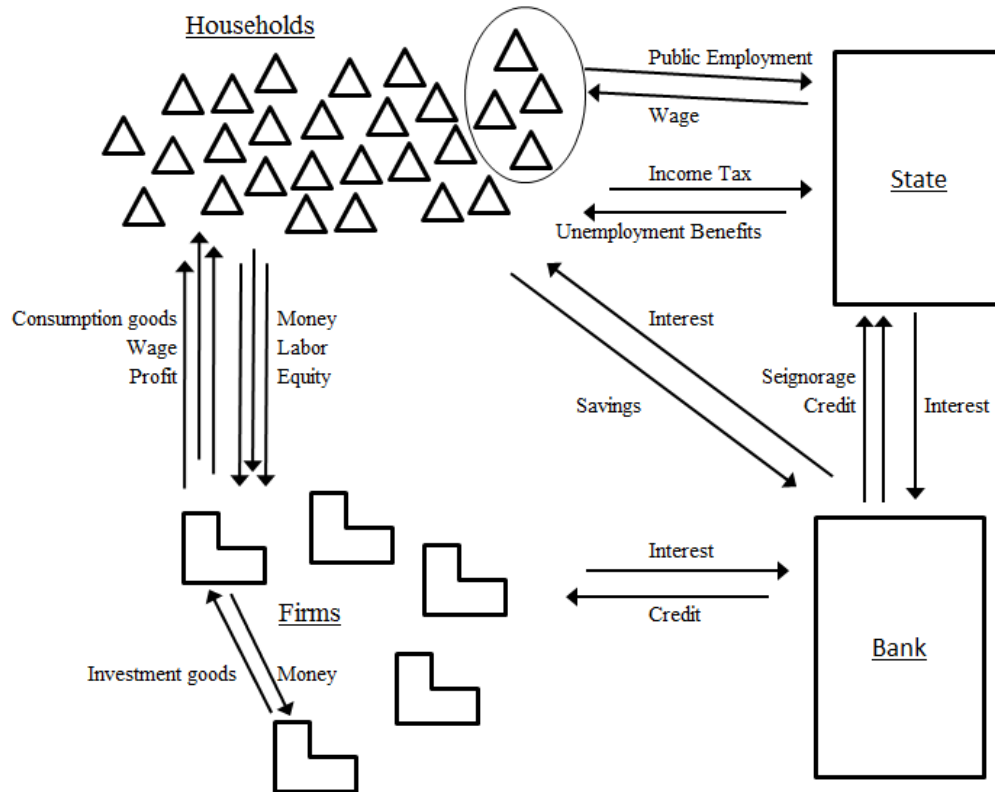 Households
Public Employment
Wage
State
Income Tax
Unemployment Benefits
Consumption goods
Wage
Profit
Money
Labor
Equity
Interest
Savings
Seignorage
Credit
Interest
Interest
Credit
Firms
Bank
Investment goods
Money